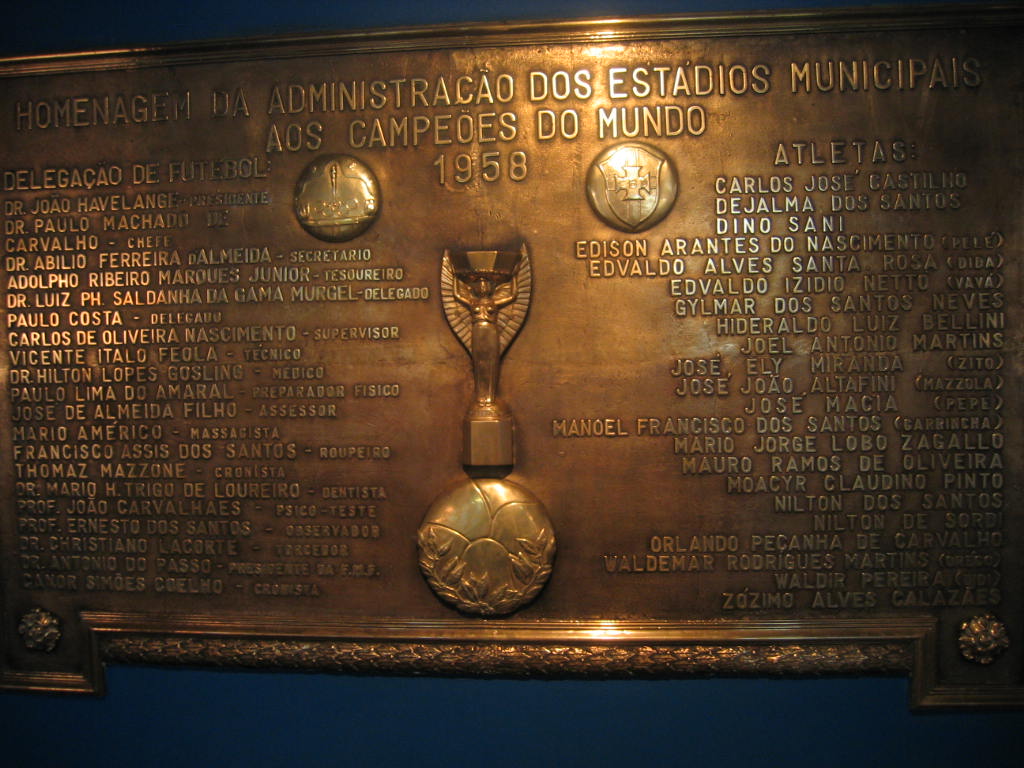 HOMENAGEM DA ADMINISTRAÇÃO DOS ESTÁDIOS MUNICIPAIS
AOS CAMPEÕES DO MUNDO
1958
DELEGAÇÃO DE FUTEBOL:
DR. JOÃO HAVELANGE - PRESIDENTE
DR. PAULO MACHADO DE
CARVALHO - CHEFE
DR. ABILIO FERREIRA d'ALMEIDA - SECRETARIO
ADOLPHO RIBEIRO MARQUES JUNIOR - TESOUREIRO
DR. LUIZ PH. SALDANHA DA GAMA MURGEL - DELEGADO
PAULO COSTA - DELEGADO
CARLOS DE OLIVEIRA NASCIMENTO - SUPERVISOR
VICENTE ITALO FEOLA - TÉCNICO
DR. HILTON LOPES GOSLING - MÉDICO
PAULO LIMA DO AMARAL - PREPARADOR FISICO
JOSÉ DE ALMEIDA FILHO - ASSESSOR
MARIO AMÉRICO - MASSAGISTA
FRANCISCO ASSIS DOS SANTOS - ROUPEIRO
THOMAZ MAZZONE - CRONÍSTA
DR. MARIO H. TRIGO DE LOUREIRO - DENTISTA
PROF. JOÃO CARVALHAES - PSICO-TESTE
PROF. ERNESTO DOS SANTOS - OBSERVADOR
DR. CHRISTIANO LACORTE - TORCEDOR
DR. ANTONIO DO PASSO - PRESIDENTE DA F.M.F.
CANOR SIMÕES COELHO - CRONISTA
ATLETAS:
CARLOS JOSÉ CASTILHO
DEJALMA DOS SANTOS
DINO SANI
EDISON ARANTES DO NASCIMENTO (PELÉ)
EDVALDO ALVES SANTA ROSA (DIDA)
EDVALDO IZIDIO NETTO (VAVÁ)
GYLMAR DOS SANTOS NEVES
HIDERALDO LUIZ BELLINI
JOEL ANTONIO MARTINS
JOSÉ ELY MIRANDA (ZITO)
JOSÉ JOÃO ALTAFINI (MAZZOLA)
JOSÉ MACIA (PEPE)
MANOEL FRANCISCO DOS SANTOS (GARRINCHA)
MARIO JORGE LOBO ZAGALLO
MAURO RAMOS DE OLIVEIRA
MOACYR CLAUDINO PINTO
NILTON DOS SANTOS
NILTON DE SORDI
ORLANDO PEÇANHA DE CARVALHO
WALDEMAR RODRIGUES MARTINS (ORÉCO)
WALDIR PEREIRA (DIDI)
ZÓZIMO ALVES CALAZÃES